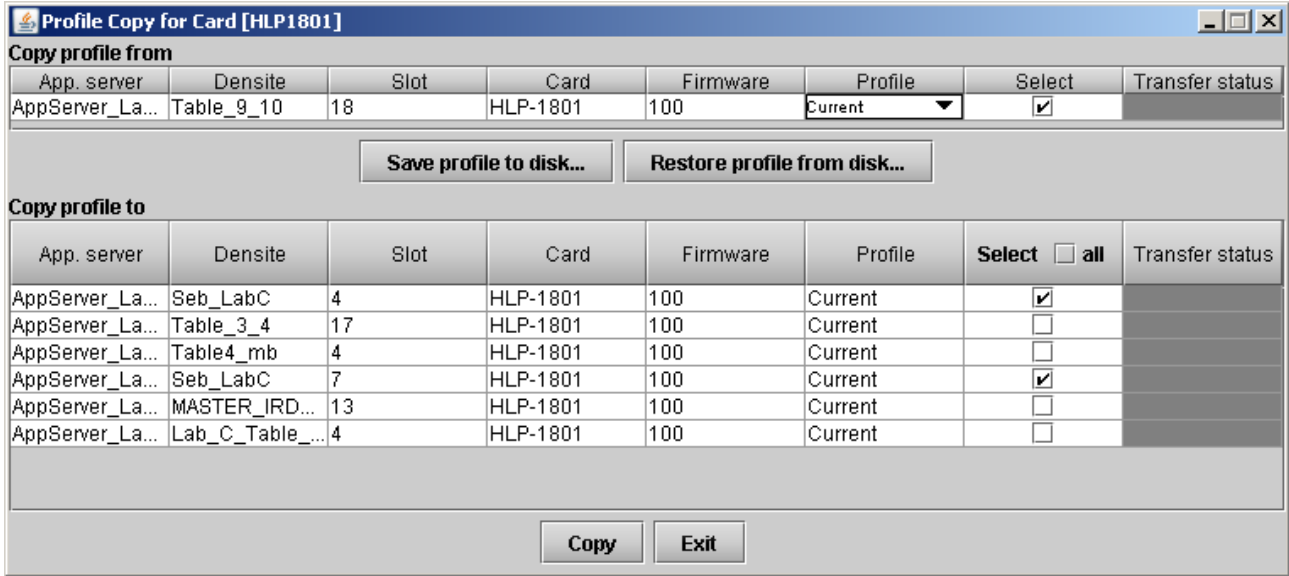 Profile Copy for Card [HLP1801]
Copy profile from
App. server Densite Slot Card Firmware Profile Select Transfer status
AppServer_La... Table_9_10 18 HLP-1801 100 Current
Save profile to disk... Restore profile from disk...
Copy profile to
App. server Densite Slot Card Firmware Profile Select all Transfer status
AppServer_La... Seb_LabC 4 HLP-1801 100 Current
AppServer_La... Table_3_4 17 HLP-1801 100 Current
AppServer_La... Table4_mb 4 HLP-1801 100 Current
AppServer_La... Seb_LabC 7 HLP-1801 100 Current
AppServer_La... MASTER_IRD... 13 HLP-1801 100 Current
AppServer_La... Lab_C_Table_... 4 HLP-1801 100 Current
Copy Exit